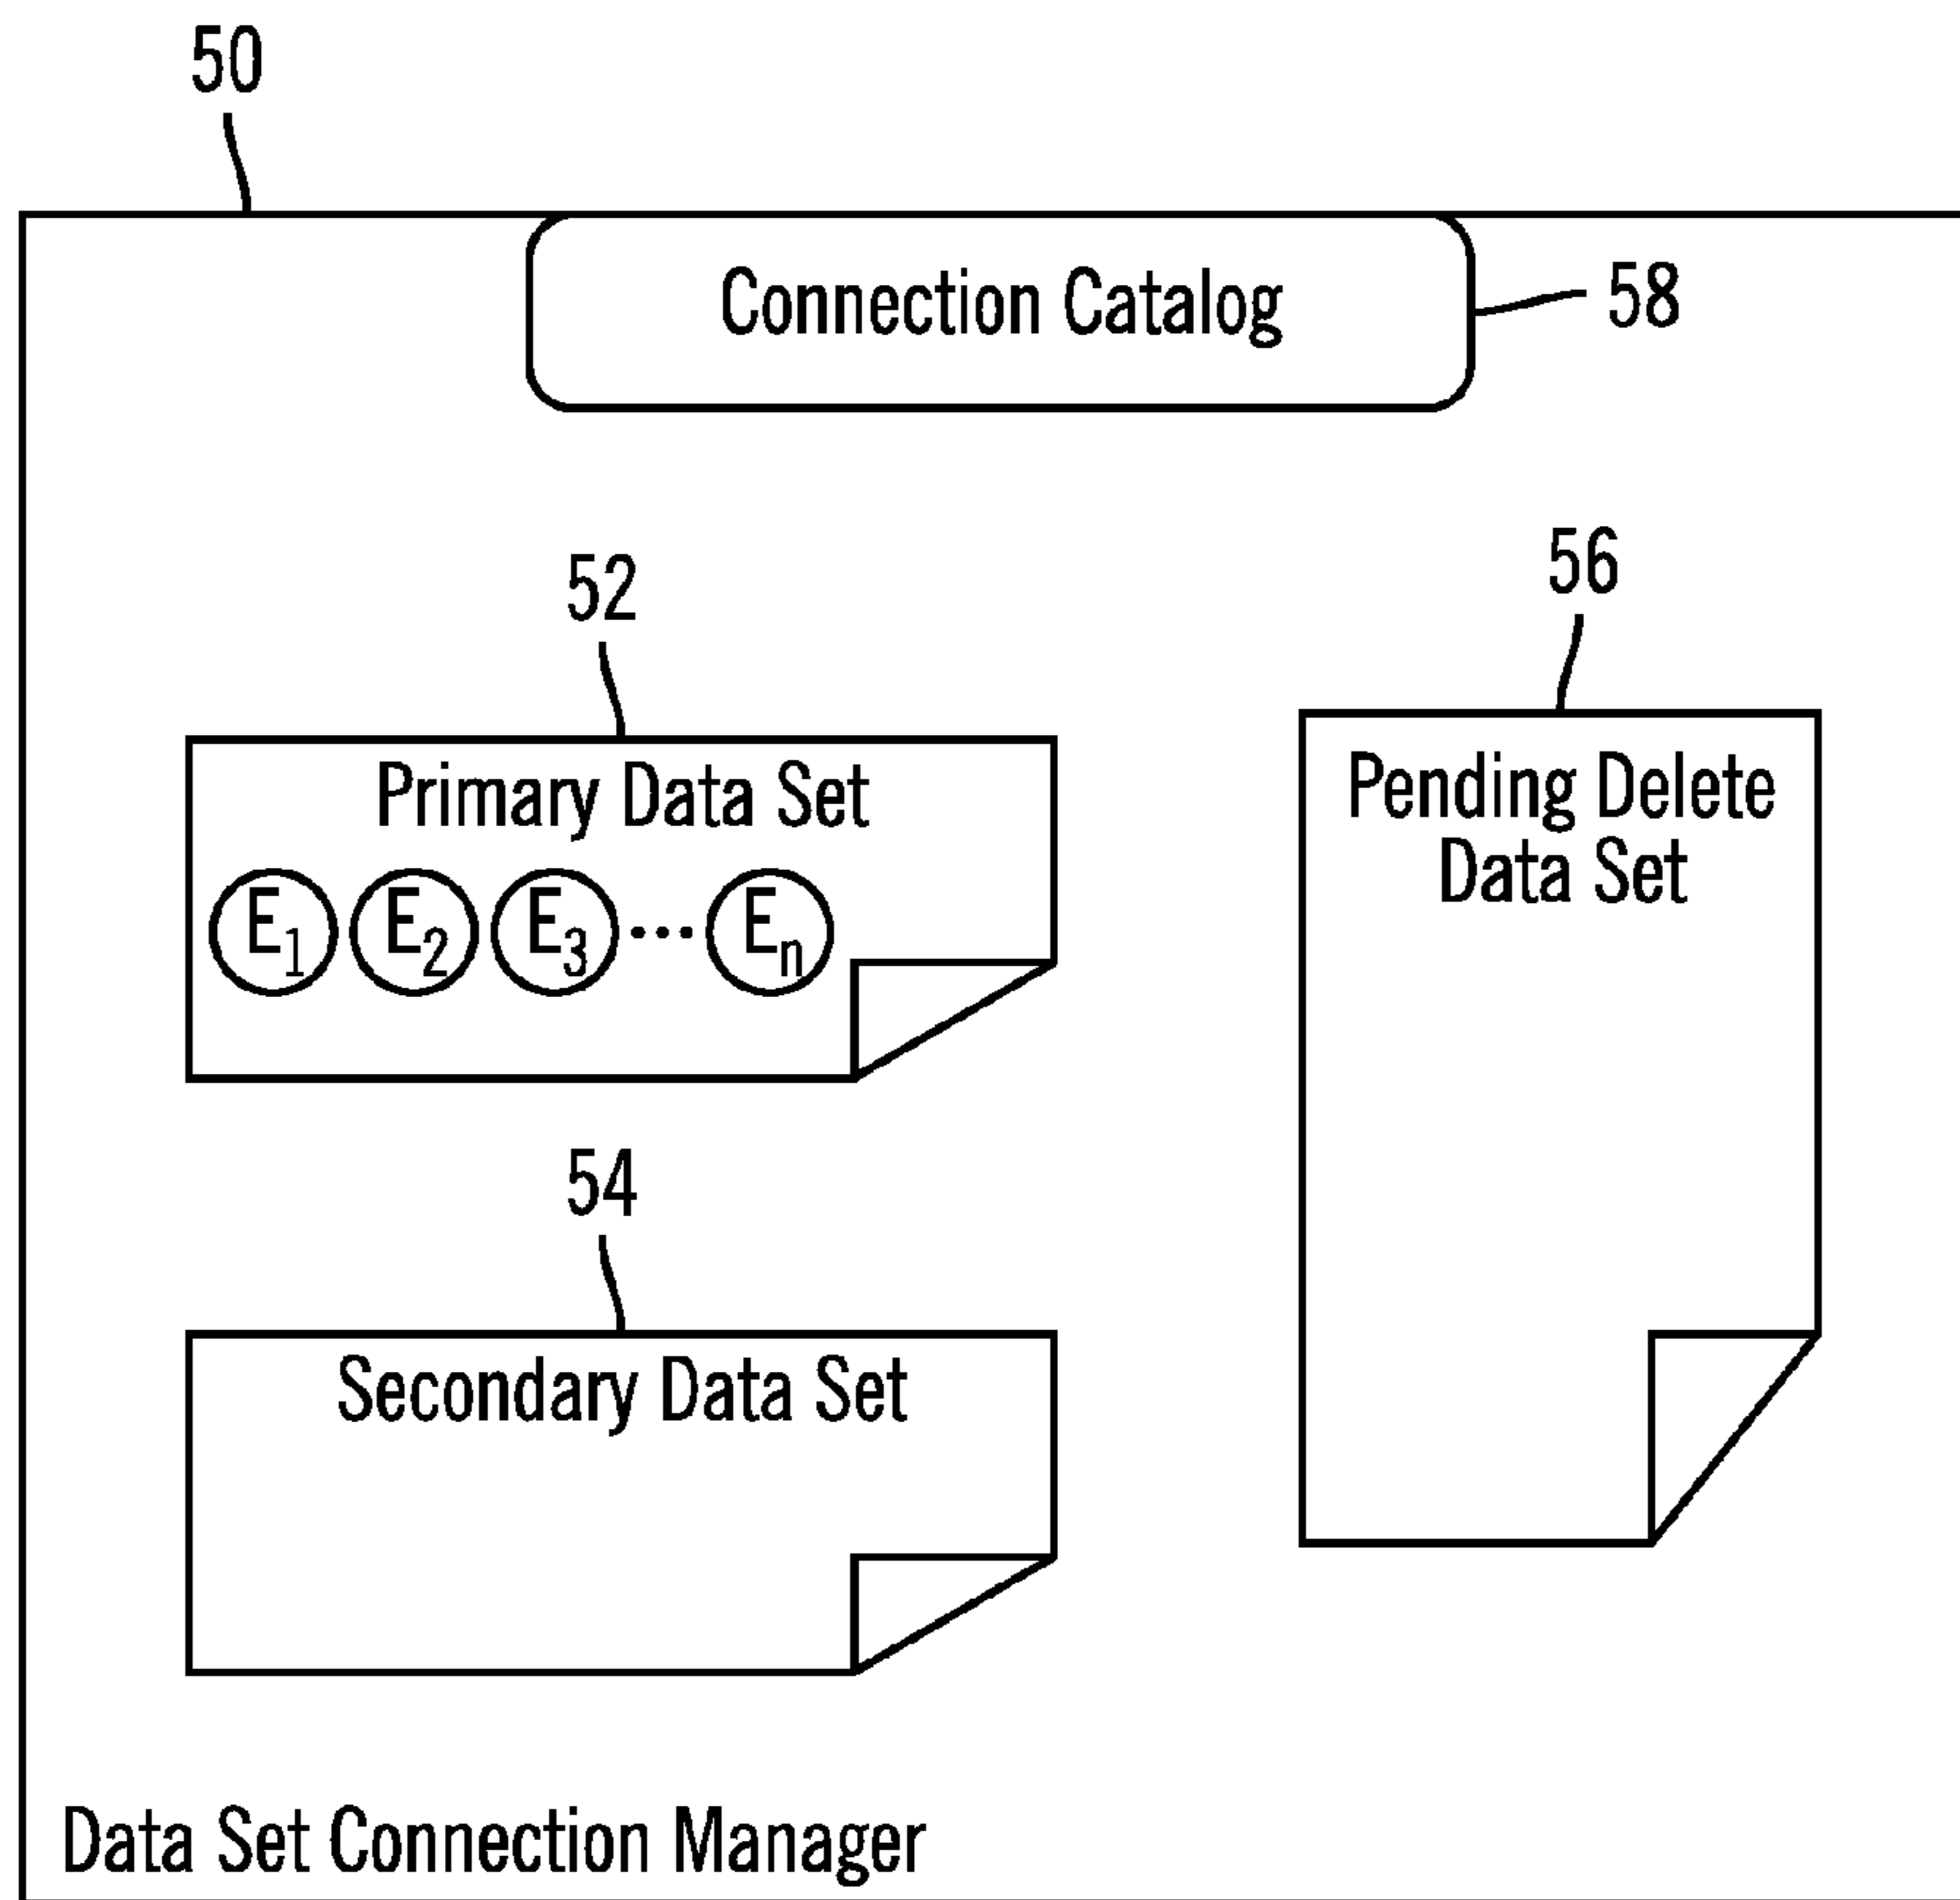 50
Connection Catalog
58
52
56
Primary Data Set
E1 E2 E3 ... En
Pending Delete
Data Set
54
Secondary Data Set
Data Set Connection Manager